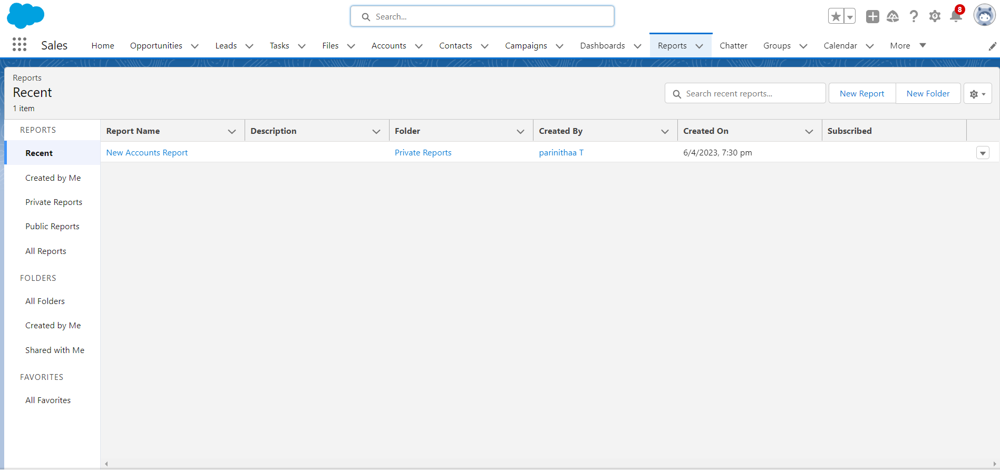 Search...
8
Sales Home Opportunities Leads Tasks Files Accounts Contacts Campaigns Dashboards Reports Chatter Groups Calendar More
Reports
Recent
1 item
Search recent reports...
New Report
New Folder
REPORTS
Recent
Created by Me
Private Reports
Public Reports
All Reports
FOLDERS
All Folders
Created by Me
Shared with Me
FAVORITES
All Favorites
Report Name Description Folder Created By Created On Subscribed
New Accounts Report Private Reports parinithaa T 6/4/2023, 7:30 pm